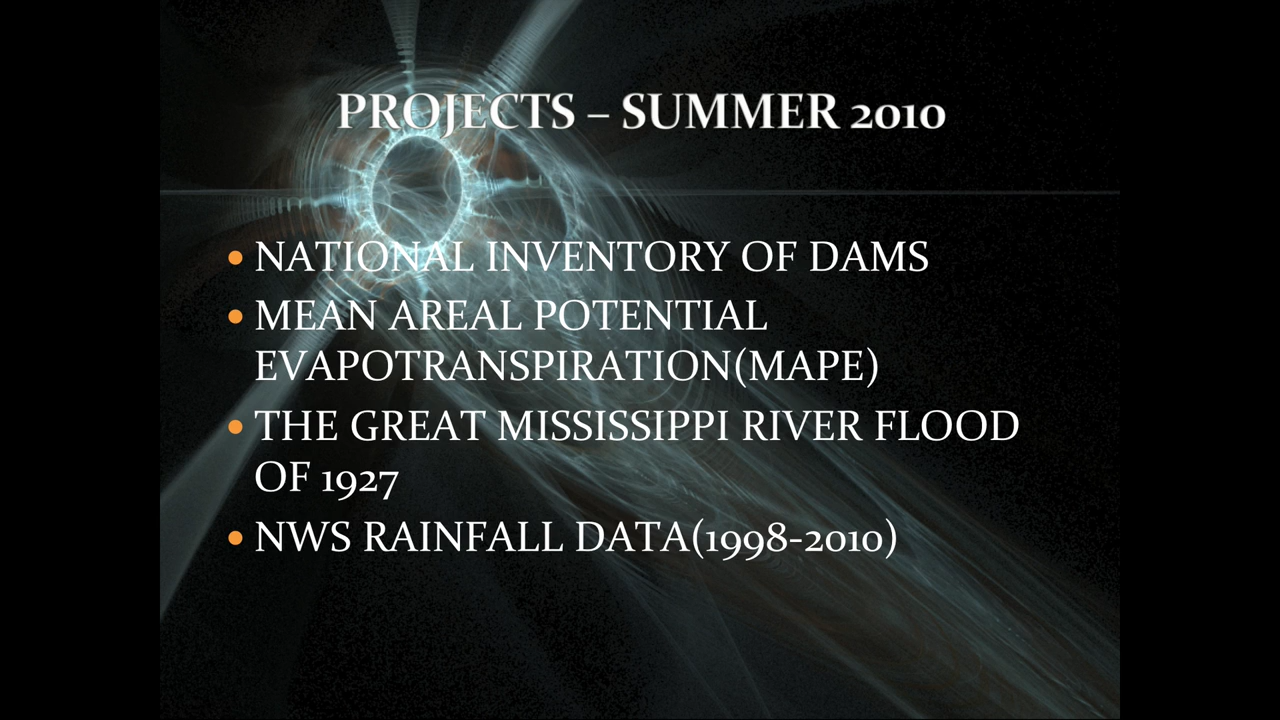 PROJECTS – SUMMER 2010
• NATIONAL INVENTORY OF DAMS
• MEAN AREAL POTENTIAL
EVAPOTRANSPIRATION(MAPE)
• THE GREAT MISSISSIPPI RIVER FLOOD
OF 1927
• NWS RAINFALL DATA(1998-2010)